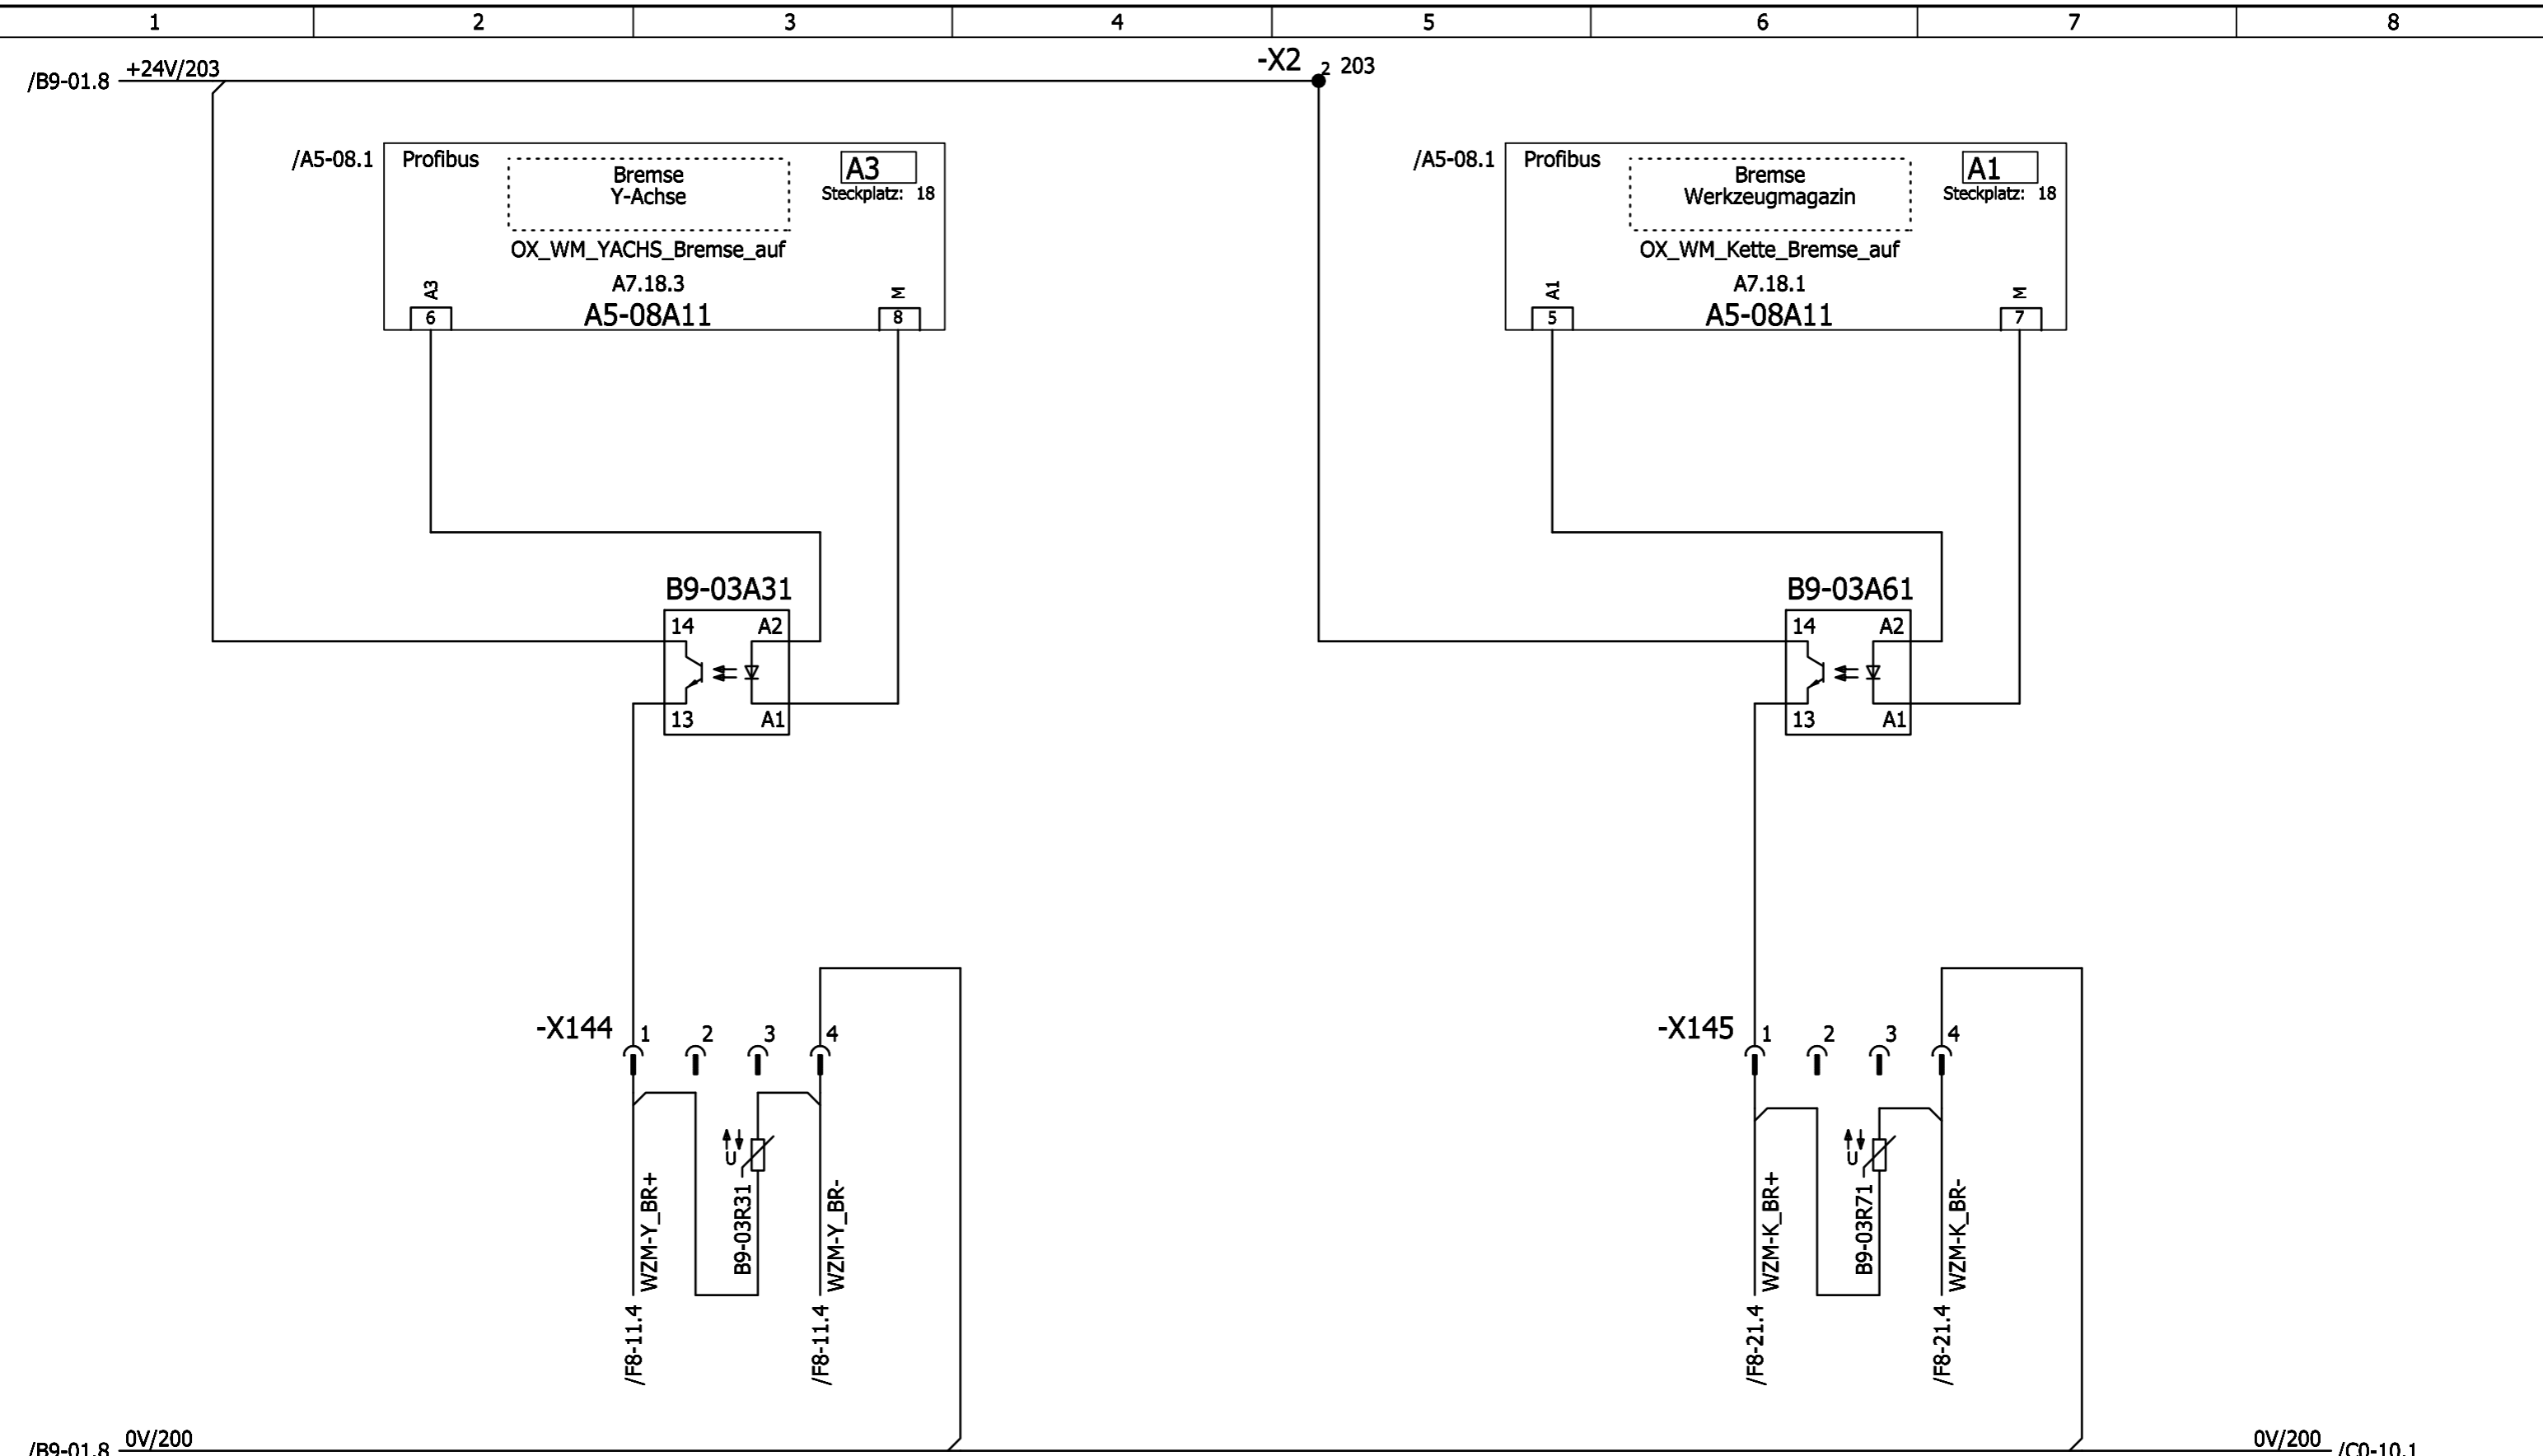 1 2 3 4 5 6 7 8
/B9-01.8 +24V/203
-X2 2 203
/A5-08.1 Profibus
Bremse
Y-Achse
A3
Steckplatz: 18
OX_WM_YACHS_Bremse_auf
A7.18.3
A5-08A11
A3
6
M
8
/A5-08.1 Profibus
Bremse
Werkzeugmagazin
A1
Steckplatz: 18
OX_WM_Kette_Bremse_auf
A7.18.1
A5-08A11
A1
5
M
7
B9-03A31
14 A2
13 A1
B9-03A61
14 A2
13 A1
-X144 1 2 3 4
U
WZM-Y_BR+
B9-03R31
WZM-Y_BR-
/F8-11.4
/F8-11.4
-X145 1 2 3 4
U
WZM-K_BR+
B9-03R71
WZM-K_BR-
/F8-21.4
/F8-21.4
/B9-01.8 0V/200
0V/200 /C0-10.1